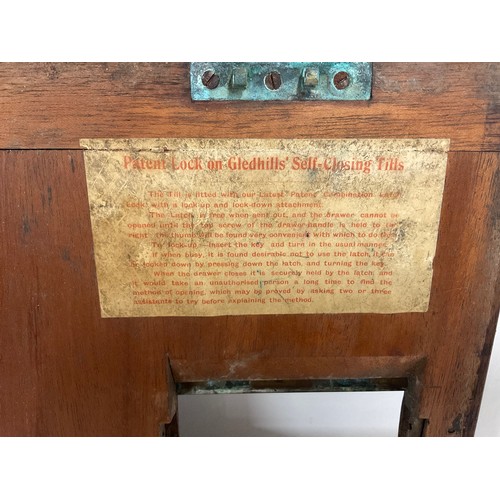 Patent Lock on Gledhills' Self-Closing Tills
The Till is fitted with our Latest Patent Combination Latch
Lock, with a lock-up and lock-down attachment.
The Latch is free when sent out, and the drawer cannot be
opened until the top screw of the drawer handle is held to the
right the thumb will be found very convenient with which to do
To lock-up insert the key and turn in the usual manner.
If when busy, it is found desirable not to use the latch, it can
be locked down by pressing down the latch, and turning the key.
When the drawer closes it is securely held by the latch, and
it would take an unauthorised person a long time to find the
method of opening, which may be proved by asking two or three
assistants to try before explaining the method.